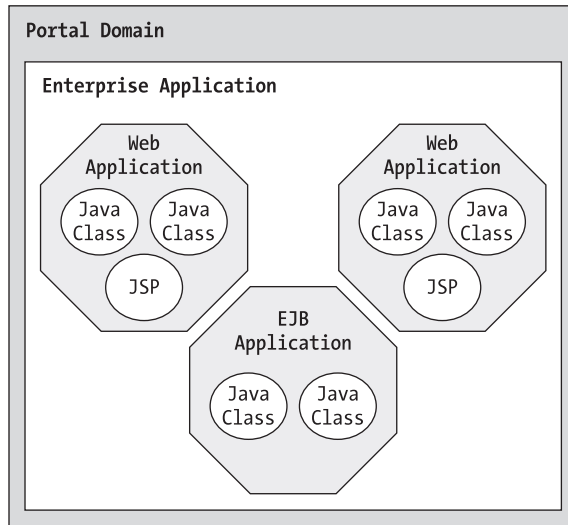 Portal Domain
Enterprise Application
Web
Application
Java
Class
Java
Class
JSP
Web
Application
Java
Class
Java
Class
JSP
EJB
Application
Java
Class
Java
Class